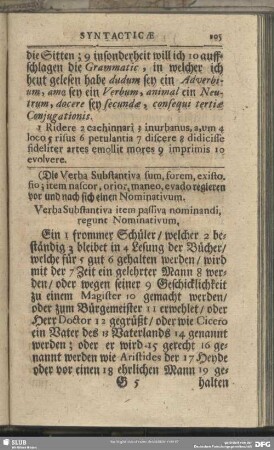 SYNTACTICÆ 105
die Sitten; 9 insonderheit will ich 10 auff-
schlagen die Grammatic, in welcher ich
heut gelesen habe dudum sey ein Adverbi-
um, amo sey ein Verbum, animal ein Neu-
trum, docere sey secundæ, consequi tertiæ
Conjugationis.
1 Ridere 2 cachinnari 3 inurbanus, a, um 4
loco 5 risus 6 petulantia 7 discere 8 didicisse
fideliter artes emollit mores 9 imprimis 10
evolvere.
(Die Verba Substantiva sum, forem, existo,
fio; item nascor, orior, maneo, evado regieren
vor und nach sich einen Nominativum.
Verba Substantiva item passiva nominandi,
regunt Nominativum.
Ein 1 frommer Schüler/ welcher 2 be-
ständig 3 bleibet in 4 Lesung der Bücher/
welche für 5 gut 6 gehalten werden/ wird
mit der 7 Zeit ein gelehrter Mann 8 wer-
den/ oder wegen seiner 9 Geschicklichkeit
zu einem Magister 10 gemacht werden/
oder zum Bürgemeister 11 erwehlet/ oder
Herr Doctor 12 gegrüßt/ oder wie Cicero
ein Vater des 13 Vaterlands 14 genannt
werden; oder er wird 15 gerecht 16 ge-
nannt werden wie Aristides der 17 Heyde
oder vor einen 18 ehrlichen Mann 19 ge-
G 5 halten
SLUB